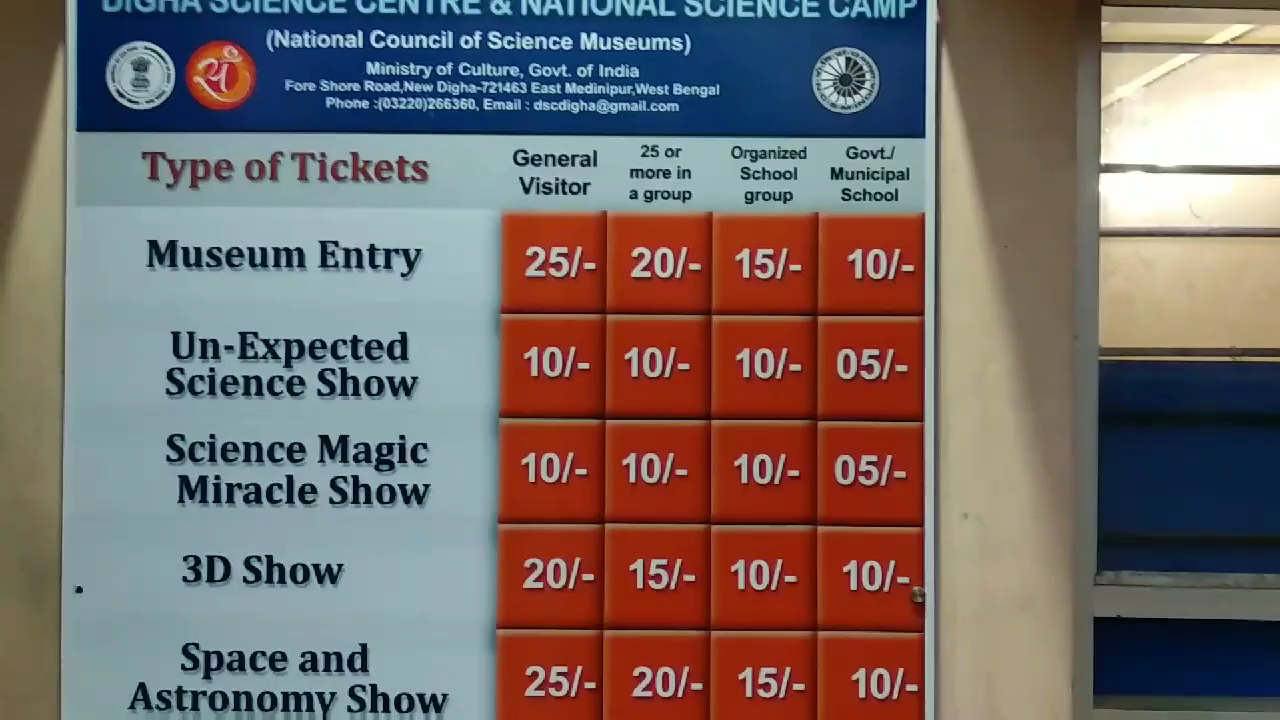 DIGHA SCIENCE CENTRE & NATIONAL SCIENCE CAMP
(National Council of Science Museums)
Ministry of Culture, Govt. of India
Fore Shore Road,New Digha-721463 East Medinipur,West Bengal
Phone :(03220)266360, Email : dscdigha@gmail.com
Type of Tickets General Visitor 25 or more in a group Organized School group Govt./ Municipal School
Museum Entry 25/- 20/- 15/- 10/-
Un-Expected
Science Show 10/- 10/- 10/- 05/-
Science Magic
Miracle Show 10/- 10/- 10/- 05/-
3D Show 20/- 15/- 10/- 10/-
Space and
Astronomy Show 25/- 20/- 15/- 10/-